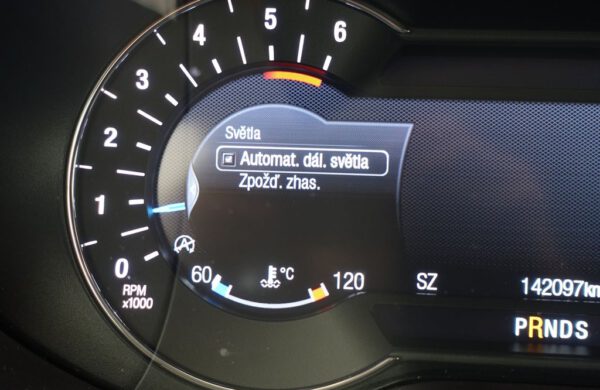 6
5
4
3
2
1
0
RPM
x1000
Světla
Automat. dál. světla
Zpožď. zhas.
60
°C
120
SZ
142097km
PRNDS